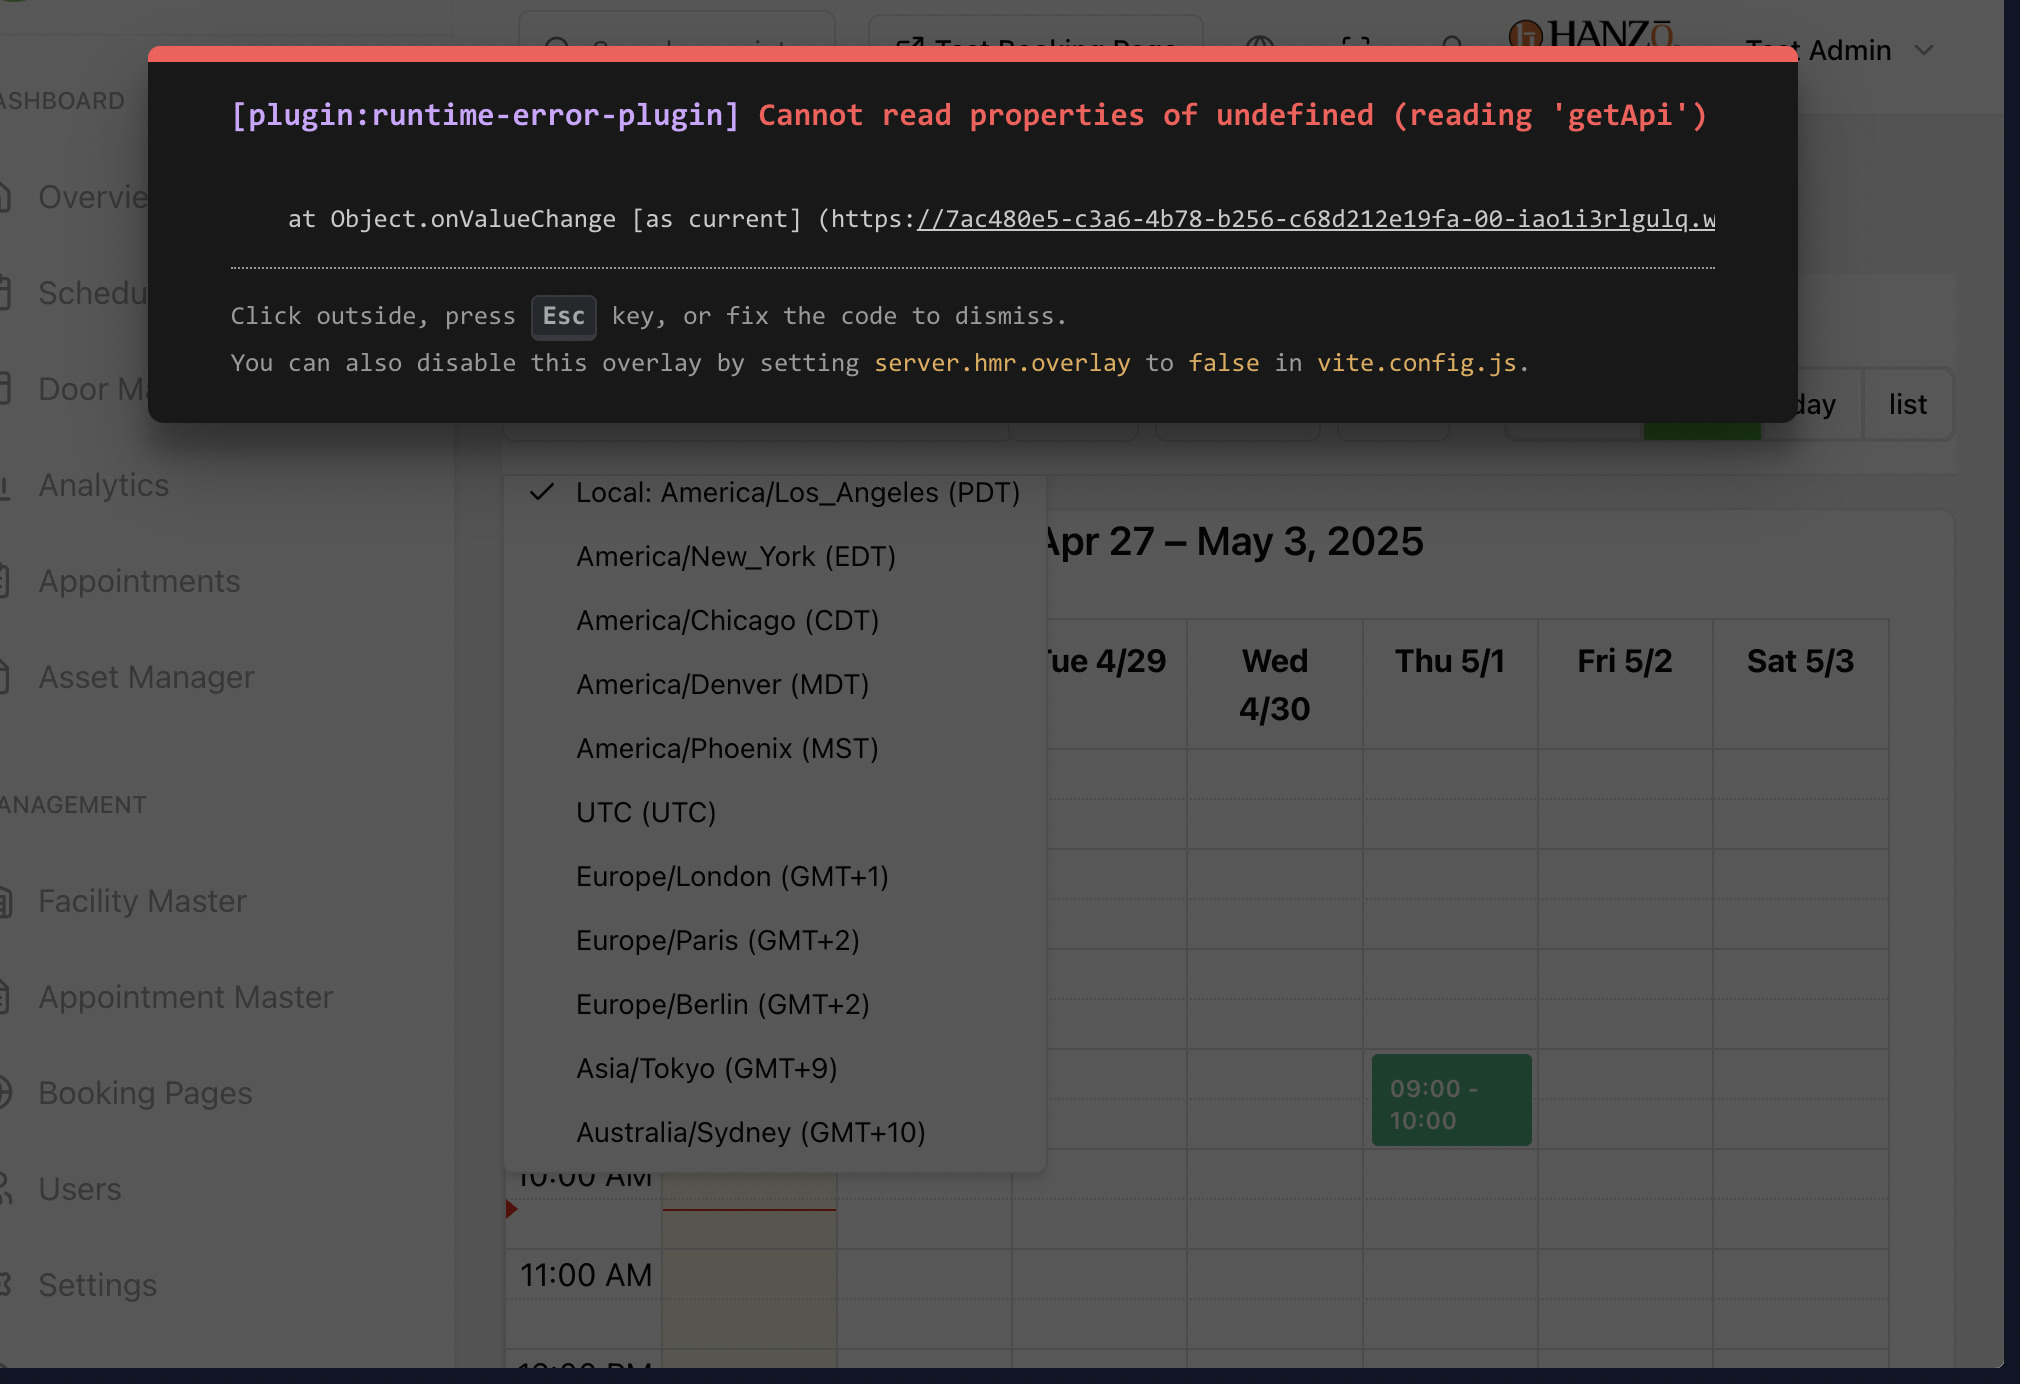 [plugin:runtime-error-plugin] Cannot read properties of undefined (reading 'getApi')
at Object.onValueChange [as current] (https://7ac480e5-c3a6-4b78-b256-c68d212e19fa-00-iao1i3rlgulq.w
Click outside, press Esc key, or fix the code to dismiss.
You can also disable this overlay by setting server.hmr.overlay to false in vite.config.js.
Test Booking Page
HANZO
Test Admin
ASHBOARD
Overvie
Schedu
Door Ma
Analytics
Appointments
Asset Manager
ANAGEMENT
Facility Master
Appointment Master
Booking Pages
Users
Settings
day
list
Local: America/Los_Angeles (PDT)
America/New_York (EDT)
America/Chicago (CDT)
America/Denver (MDT)
America/Phoenix (MST)
UTC (UTC)
Europe/London (GMT+1)
Europe/Paris (GMT+2)
Europe/Berlin (GMT+2)
Asia/Tokyo (GMT+9)
Australia/Sydney (GMT+10)
Apr 27 – May 3, 2025
Tue 4/29
Wed
4/30
Thu 5/1
Fri 5/2
Sat 5/3
09:00 -
10:00
10:00 AM
11:00 AM
12:00 PM